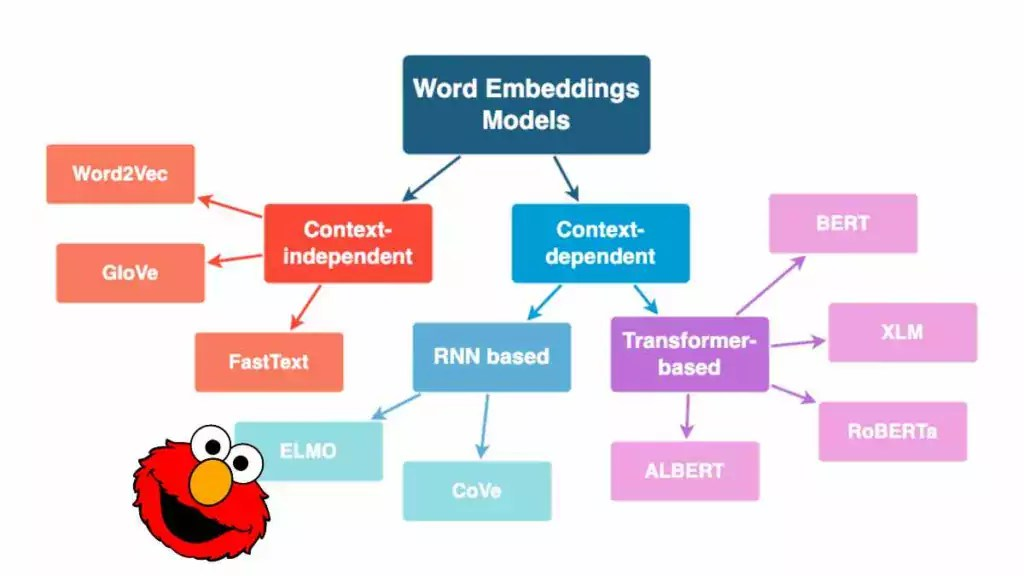 Word Embeddings
Models
Word2Vec
Context-
independent
Context-
dependent
BERT
GloVe
FastText
RNN based
Transformer-
based
XLM
ELMO
CoVe
ALBERT
RoBERTa